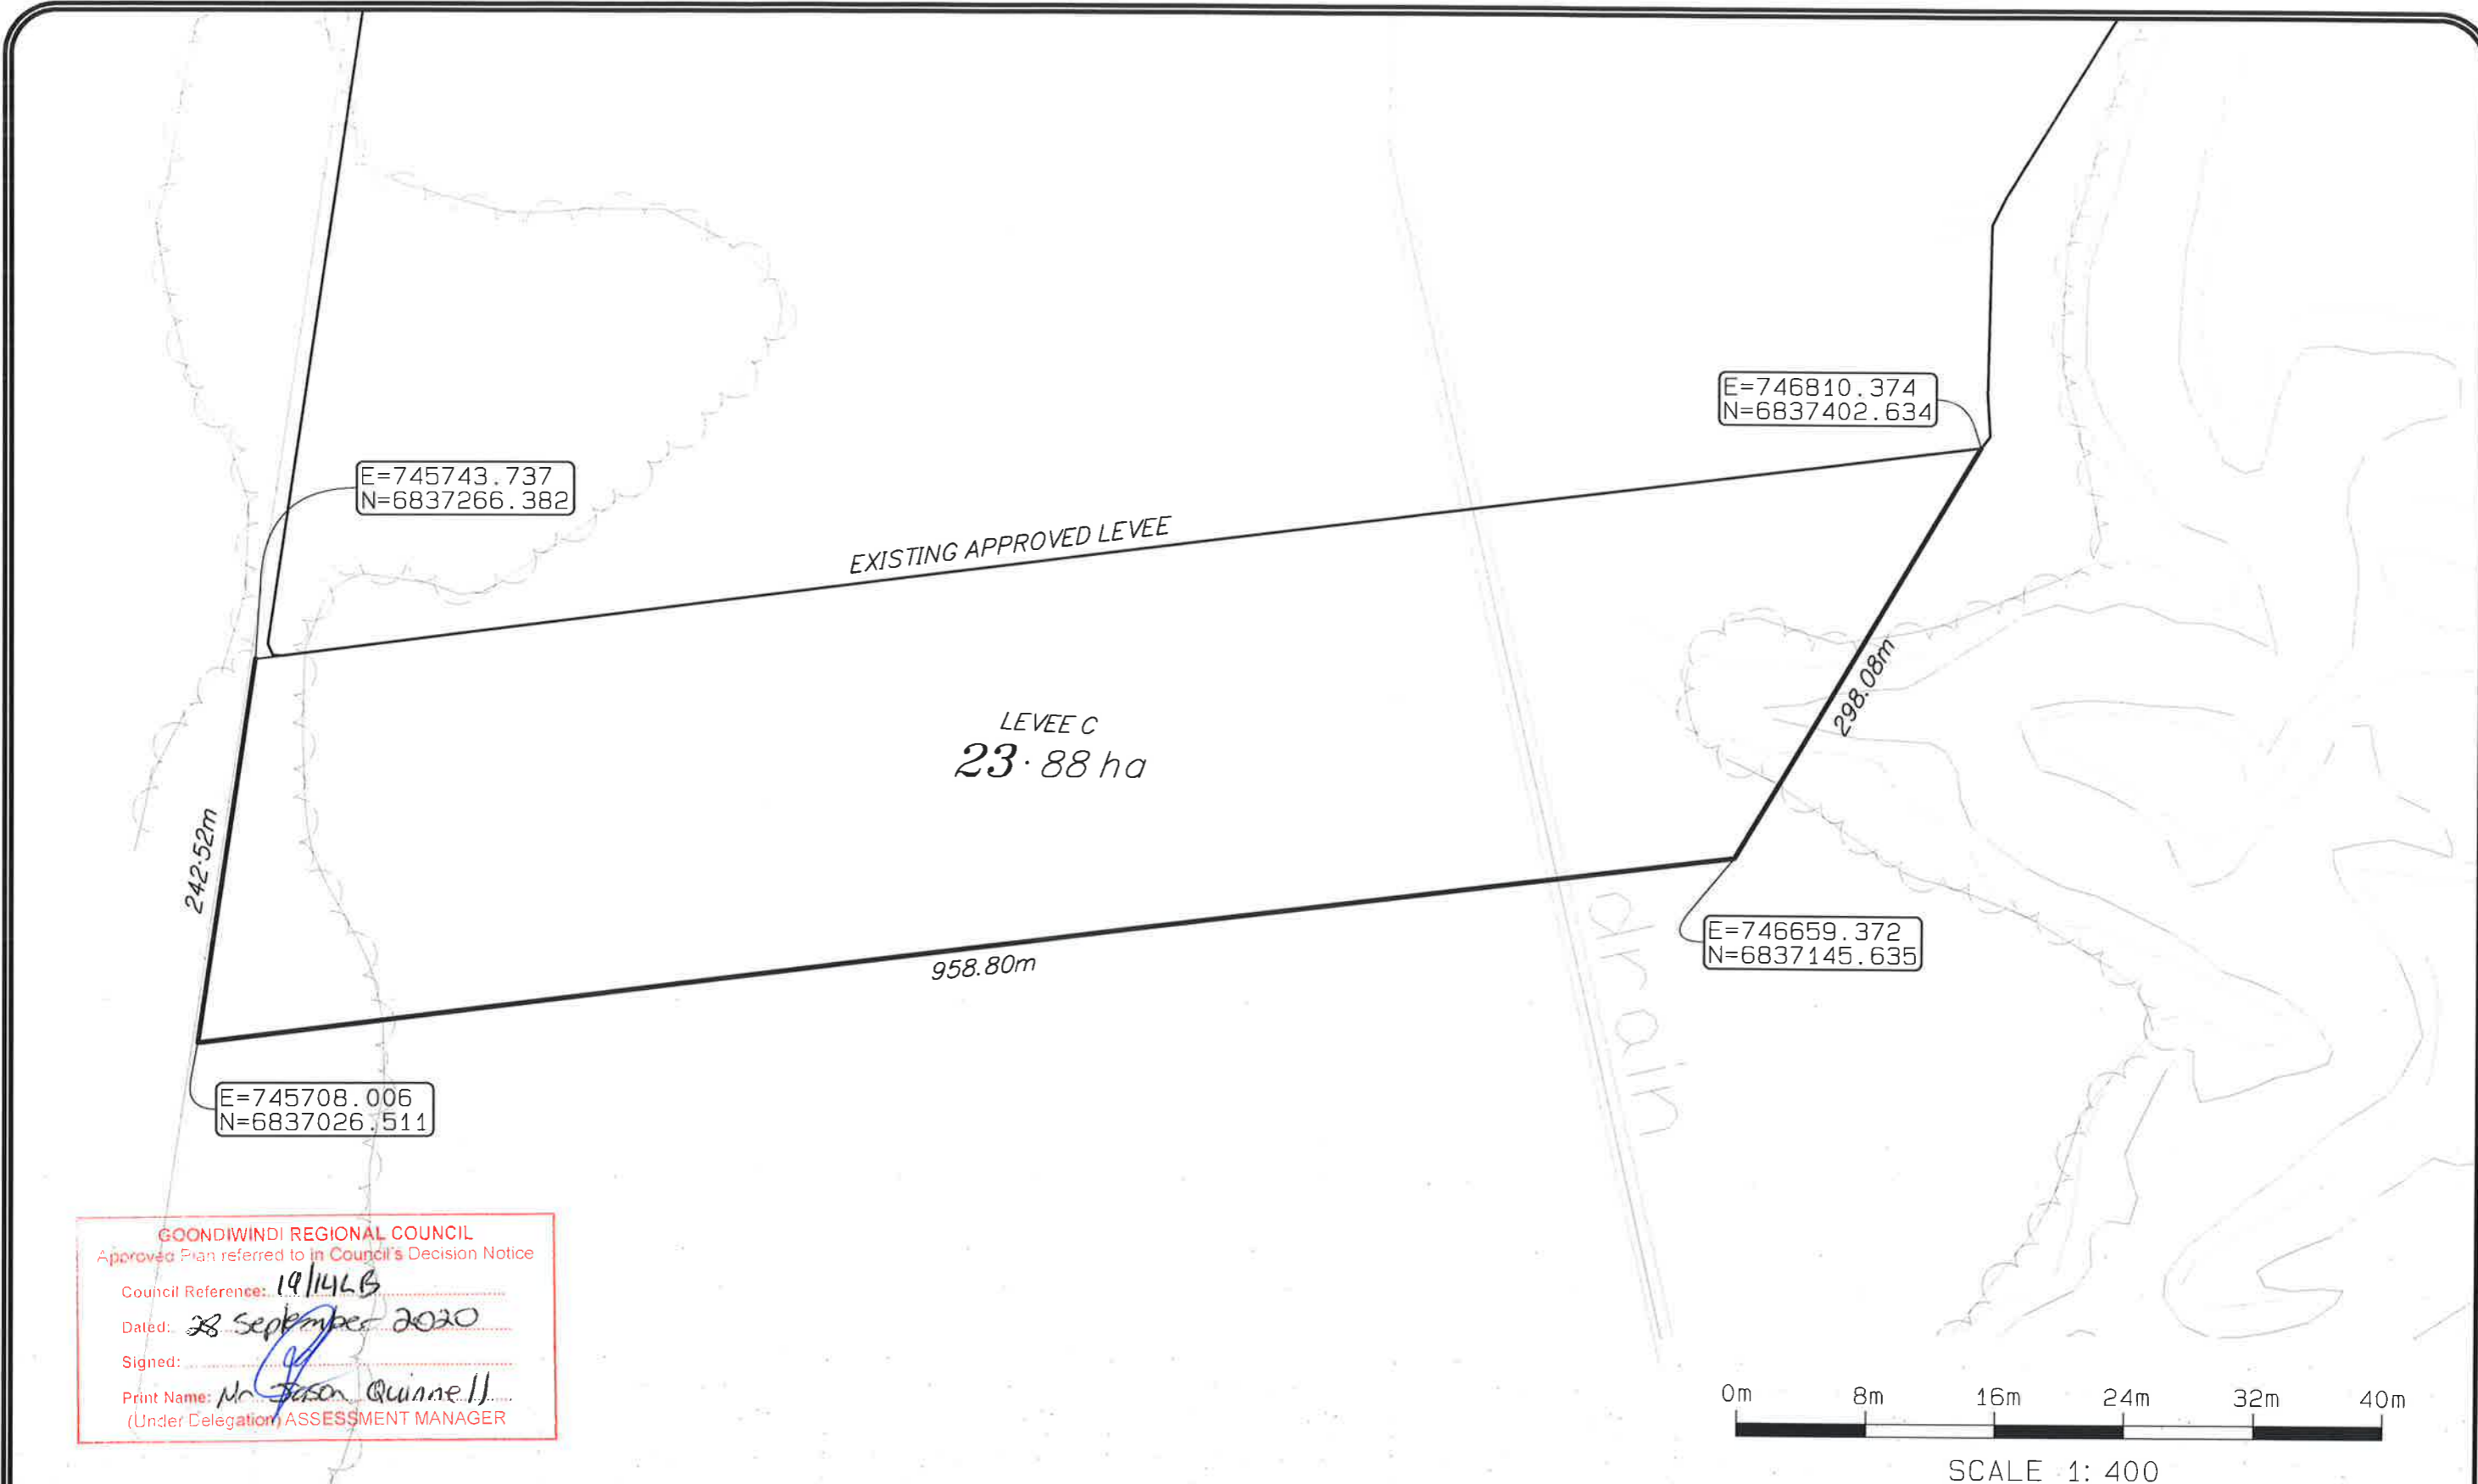 E=746810.374
N=6837402.634
E=745743.737
N=6837266.382
EXISTING APPROVED LEVEE
298.08m
LEVEE C
23.88 ha
242.52m
958.80m
drain
E=746659.372
N=6837145.635
E=745708.006
N=6837026.511
GOONDIWINDI REGIONAL COUNCIL
Approved Plan referred to in Council's Decision Notice
Council Reference: 19/14LB
Dated: 28 September 2020
Signed:
Print Name: Mr Jason Quinnell
(Under Delegation) ASSESSMENT MANAGER
0m 8m 16m 24m 32m 40m
SCALE 1: 400